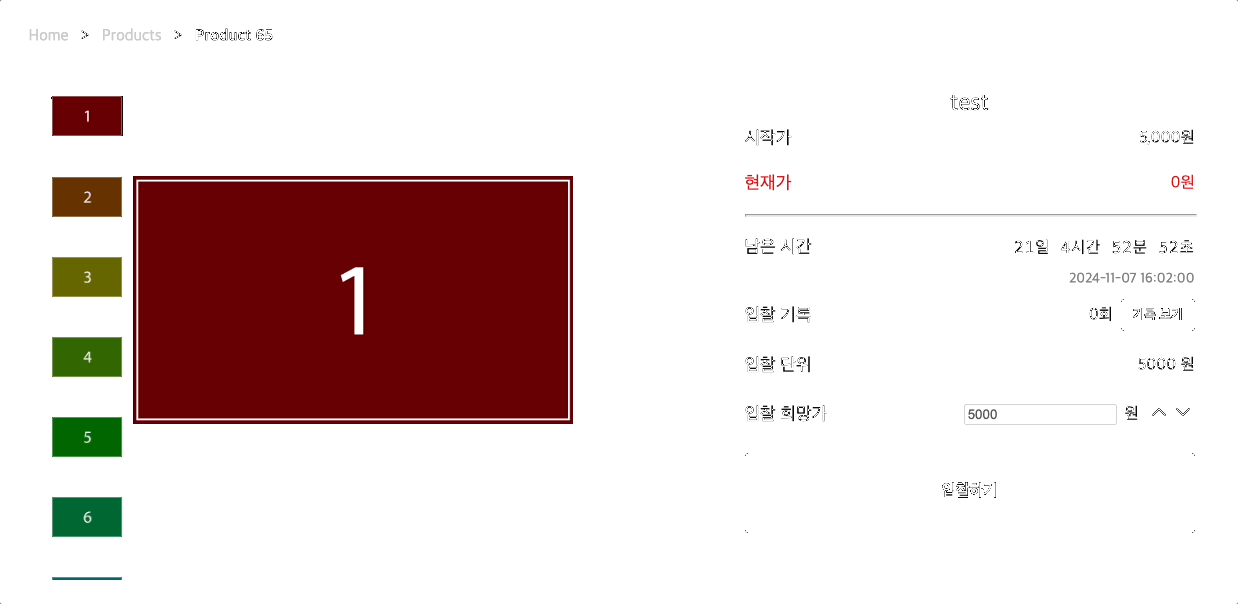 Home > Products > Product 65
1
2
3
4
5
6
1
test
시작가 5,000원
현재가 0원
남은 시간 21일 4시간 52분 52초
2024-11-07 16:02:00
입찰 기록 0회 기록 보기
입찰 단위 5000 원
입찰 희망가 5000 원
입찰하기